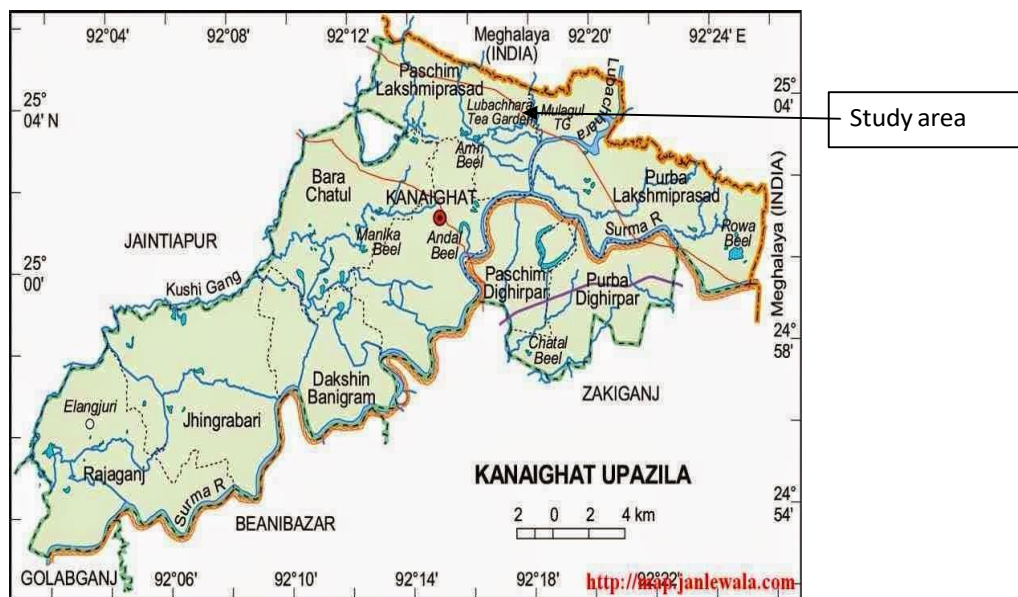 92° 04' 92° 08' 92° 12' Meghalaya 92° 20' 92° 24' E
(INDIA)
25°
04' N
25°
04'
Study area
Paschim
Lakshmiprasad
Lubachhara
Lubachhara
Tea Garden
Mulagul
TG
Amri
Beel
Bara
Chatul
KANAIGHAT
Purba
Lakshmiprasad
Meghalaya (INDIA)
JAINTIAPUR
Manika
Beel
Andal
Beel
Surma R
Rowa
Beel
25°
00'
Kushi Gang
Paschim
Dighirpar
Purba
Dighirpar
24°
58'
Chatal
Beel
Dakshin
Banigram
ZAKIGANJ
Elangjuri
Jhingrabari
Rajaganj
KANAIGHAT UPAZILA
Surma R
2 0 2 4 km
24°
54'
BEANIBAZAR
GOLABGANJ
92° 06' 92° 10' 92° 14' 92° 18' 92° 22'
http://map.janlewala.com